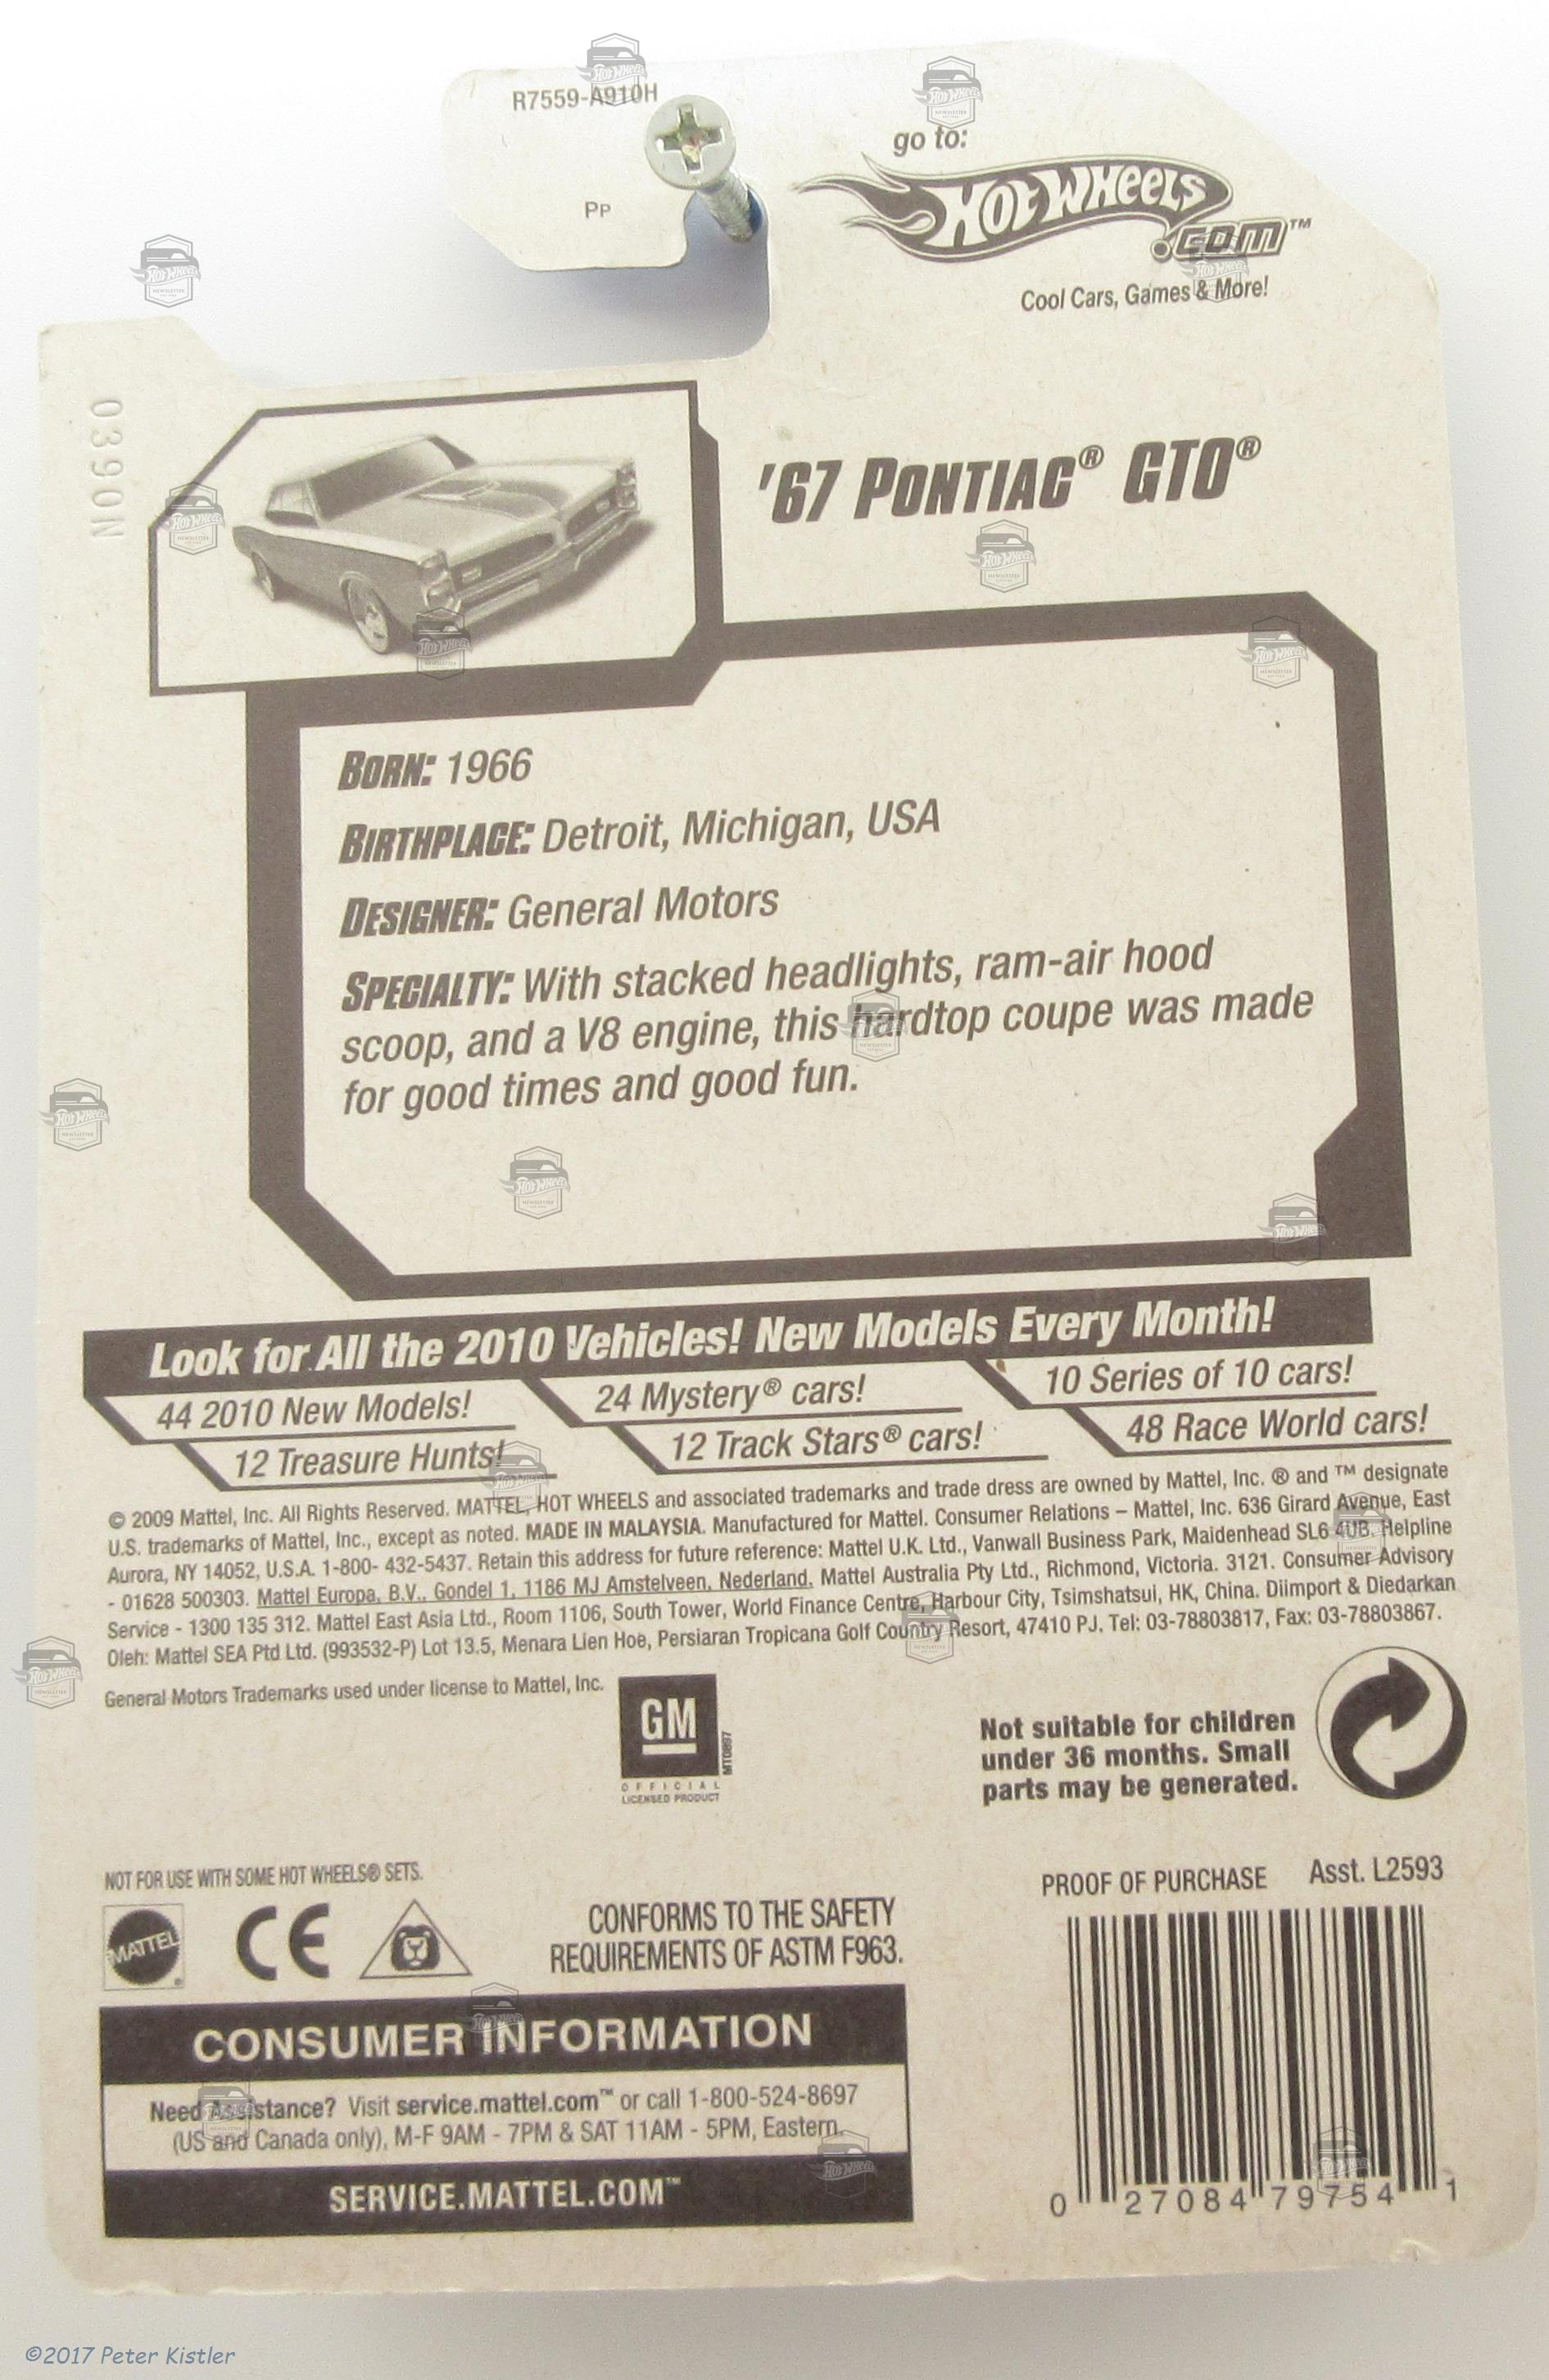 R7559-A910H
PP
go to:
HOT WHEELS
.COM™
Cool Cars, Games & More!
0390N
'67 PONTIAC® GTO®
BORN: 1966
BIRTHPLACE: Detroit, Michigan, USA
DESIGNER: General Motors
SPECIALTY: With stacked headlights, ram-air hood
scoop, and a V8 engine, this hardtop coupe was made
for good times and good fun.
Look for All the 2010 Vehicles! New Models Every Month!
44 2010 New Models!
24 Mystery® cars!
10 Series of 10 cars!
12 Treasure Hunts!
12 Track Stars® cars!
48 Race World cars!
© 2009 Mattel, Inc. All Rights Reserved. MATTEL, HOT WHEELS and associated trademarks and trade dress are owned by Mattel, Inc. ® and ™ designate
U.S. trademarks of Mattel, Inc., except as noted. MADE IN MALAYSIA. Manufactured for Mattel. Consumer Relations – Mattel, Inc. 636 Girard Avenue, East
Aurora, NY 14052, U.S.A. 1-800- 432-5437. Retain this address for future reference: Mattel U.K. Ltd., Vanwall Business Park, Maidenhead SL6 4UB. Helpline
- 01628 500303. Mattel Europa, B.V., Gondel 1, 1186 MJ Amstelveen, Nederland. Mattel Australia Pty Ltd., Richmond, Victoria. 3121. Consumer Advisory
Service - 1300 135 312. Mattel East Asia Ltd., Room 1106, South Tower, World Finance Centre, Harbour City, Tsimshatsui, HK, China. Diimport & Diedarkan
Oleh: Mattel SEA Ptd Ltd. (993532-P) Lot 13.5, Menara Lien Hoe, Persiaran Tropicana Golf Country Resort, 47410 PJ. Tel: 03-78803817, Fax: 03-78803867.
General Motors Trademarks used under license to Mattel, Inc.
GM
MT0897
OFFICIAL
LICENSED PRODUCT
Not suitable for children
under 36 months. Small
parts may be generated.
NOT FOR USE WITH SOME HOT WHEELS® SETS.
MATTEL
®
CE
CONFORMS TO THE SAFETY
REQUIREMENTS OF ASTM F963.
PROOF OF PURCHASE Asst. L2593
CONSUMER INFORMATION
Need Assistance? Visit service.mattel.com™ or call 1-800-524-8697
(US and Canada only), M-F 9AM - 7PM & SAT 11AM - 5PM, Eastern.
SERVICE.MATTEL.COM™
0 27084 79754 1
©2017 Peter Kistler